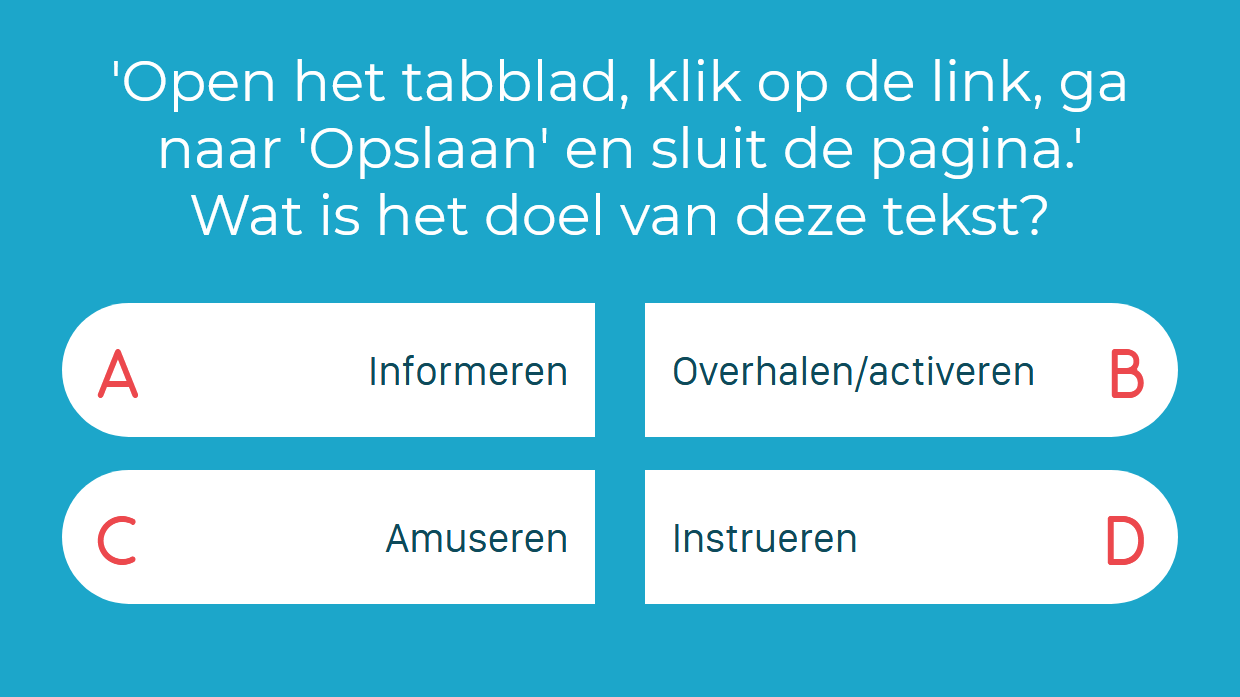 'Open het tabblad, klik op de link, ga
naar 'Opslaan' en sluit de pagina.'
Wat is het doel van deze tekst?
A Informeren
Overhalen/activeren B
C Amuseren
Instrueren D